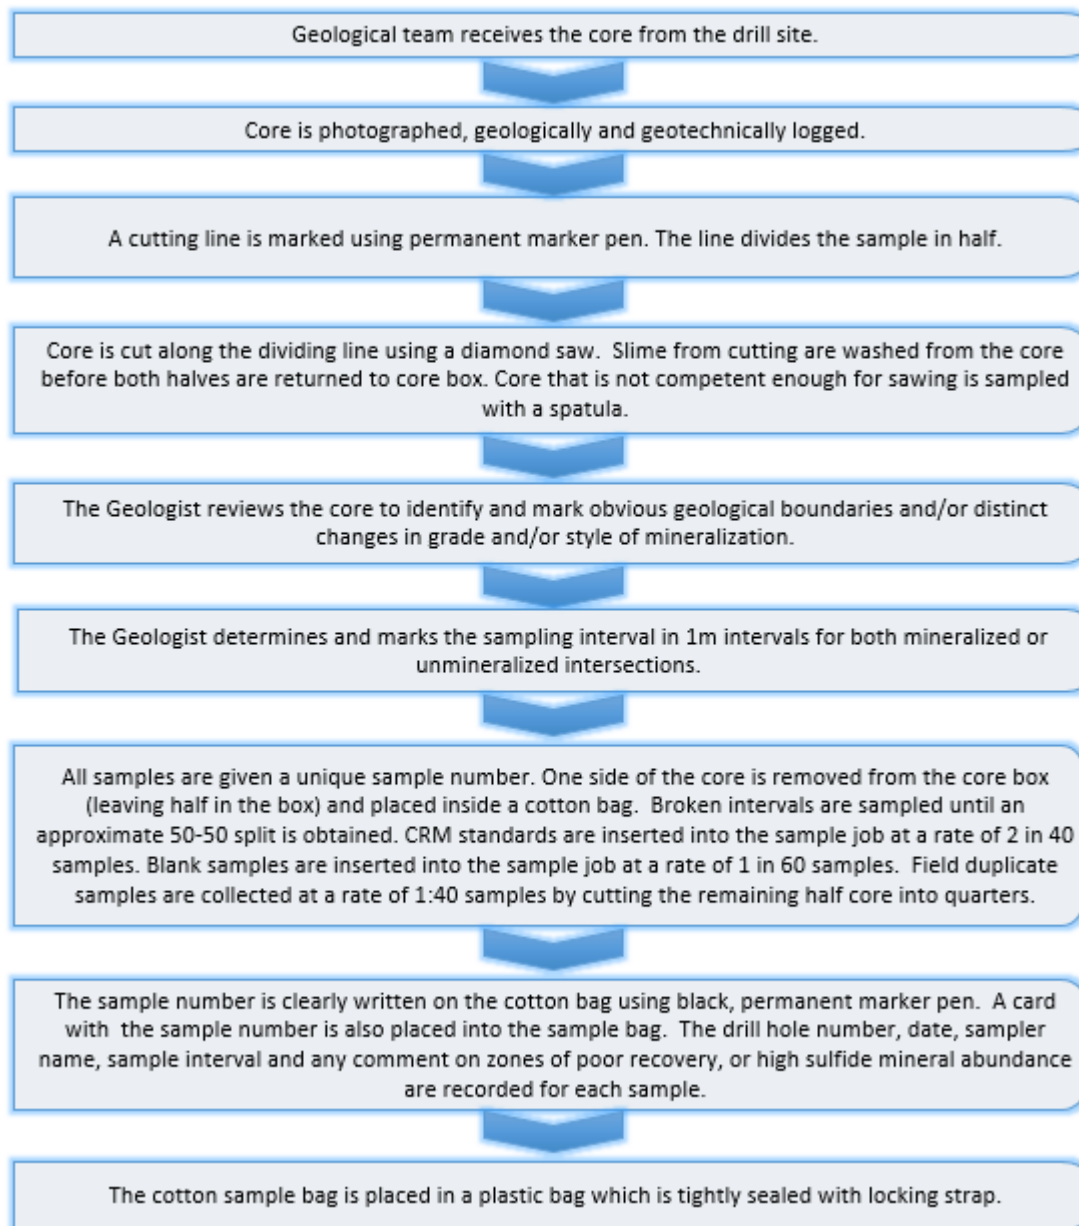 Geological team receives the core from the drill site.
Core is photographed, geologically and geotechnically logged.
A cutting line is marked using permanent marker pen. The line divides the sample in half.
Core is cut along the dividing line using a diamond saw.  Slime from cutting are washed from the core
before both halves are returned to core box. Core that is not competent enough for sawing is sampled
with a spatula.
The Geologist reviews the core to identify and mark obvious geological boundaries and/or distinct
changes in grade and/or style of mineralization.
The Geologist determines and marks the sampling interval in 1m intervals for both mineralized or
unmineralized intersections.
All samples are given a unique sample number. One side of the core is removed from the core box
(leaving half in the box) and placed inside a cotton bag.  Broken intervals are sampled until an
approximate 50-50 split is obtained. CRM standards are inserted into the sample job at a rate of 2 in 40
samples. Blank samples are inserted into the sample job at a rate of 1 in 60 samples.  Field duplicate
samples are collected at a rate of 1:40 samples by cutting the remaining half core into quarters.
The sample number is clearly written on the cotton bag using black, permanent marker pen.  A card
with  the sample number is also placed into the sample bag.  The drill hole number, date, sampler
name, sample interval and any comment on zones of poor recovery, or high sulfide mineral abundance
are recorded for each sample.
The cotton sample bag is placed in a plastic bag which is tightly sealed with locking strap.